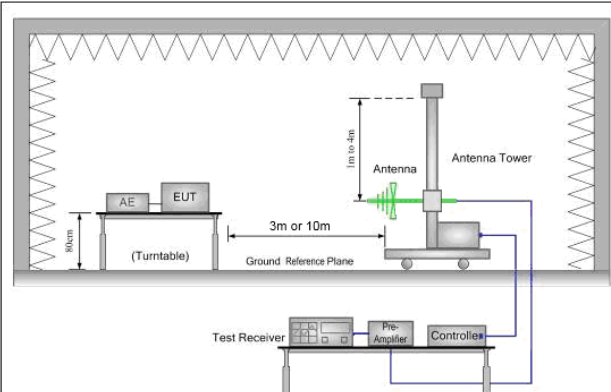 1m to 4m
Antenna
Antenna Tower
AE
EUT
80cm
(Turntable)
3m or 10m
Ground Reference Plane
Test Receiver
Pre-
Amplifier
Controlle